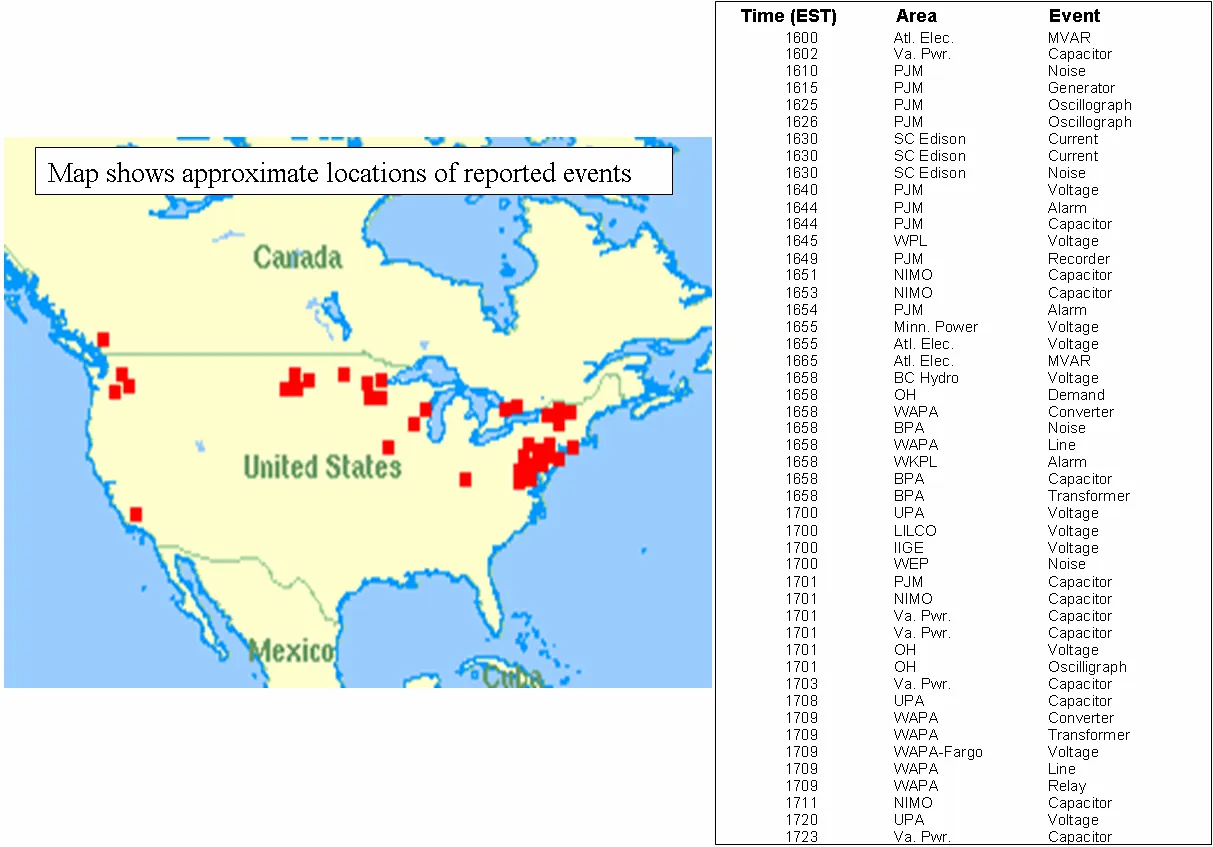 Map shows approximate locations of reported events
Canada
United States
Mexico
Cuba
Time (EST) Area Event
1600 Atl. Elec. MVAR
1602 Va. Pwr. Capacitor
1610 PJM Noise
1615 PJM Generator
1625 PJM Oscillograph
1626 PJM Oscillograph
1630 SC Edison Current
1630 SC Edison Current
1630 SC Edison Noise
1640 PJM Voltage
1644 PJM Alarm
1644 PJM Capacitor
1645 WPL Voltage
1649 PJM Recorder
1651 NIMO Capacitor
1653 NIMO Capacitor
1654 PJM Alarm
1655 Minn. Power Voltage
1655 Atl. Elec. Voltage
1665 Atl. Elec. MVAR
1658 BC Hydro Voltage
1658 OH Demand
1658 WAPA Converter
1658 BPA Noise
1658 WAPA Line
1658 WKPL Alarm
1658 BPA Capacitor
1658 BPA Transformer
1700 UPA Voltage
1700 LILCO Voltage
1700 IIGE Voltage
1700 WEP Noise
1701 PJM Capacitor
1701 NIMO Capacitor
1701 Va. Pwr. Capacitor
1701 Va. Pwr. Capacitor
1701 OH Voltage
1701 OH Oscilligraph
1703 Va. Pwr. Capacitor
1708 UPA Capacitor
1709 WAPA Converter
1709 WAPA Transformer
1709 WAPA-Fargo Voltage
1709 WAPA Line
1709 WAPA Relay
1711 NIMO Capacitor
1720 UPA Voltage
1723 Va. Pwr. Capacitor